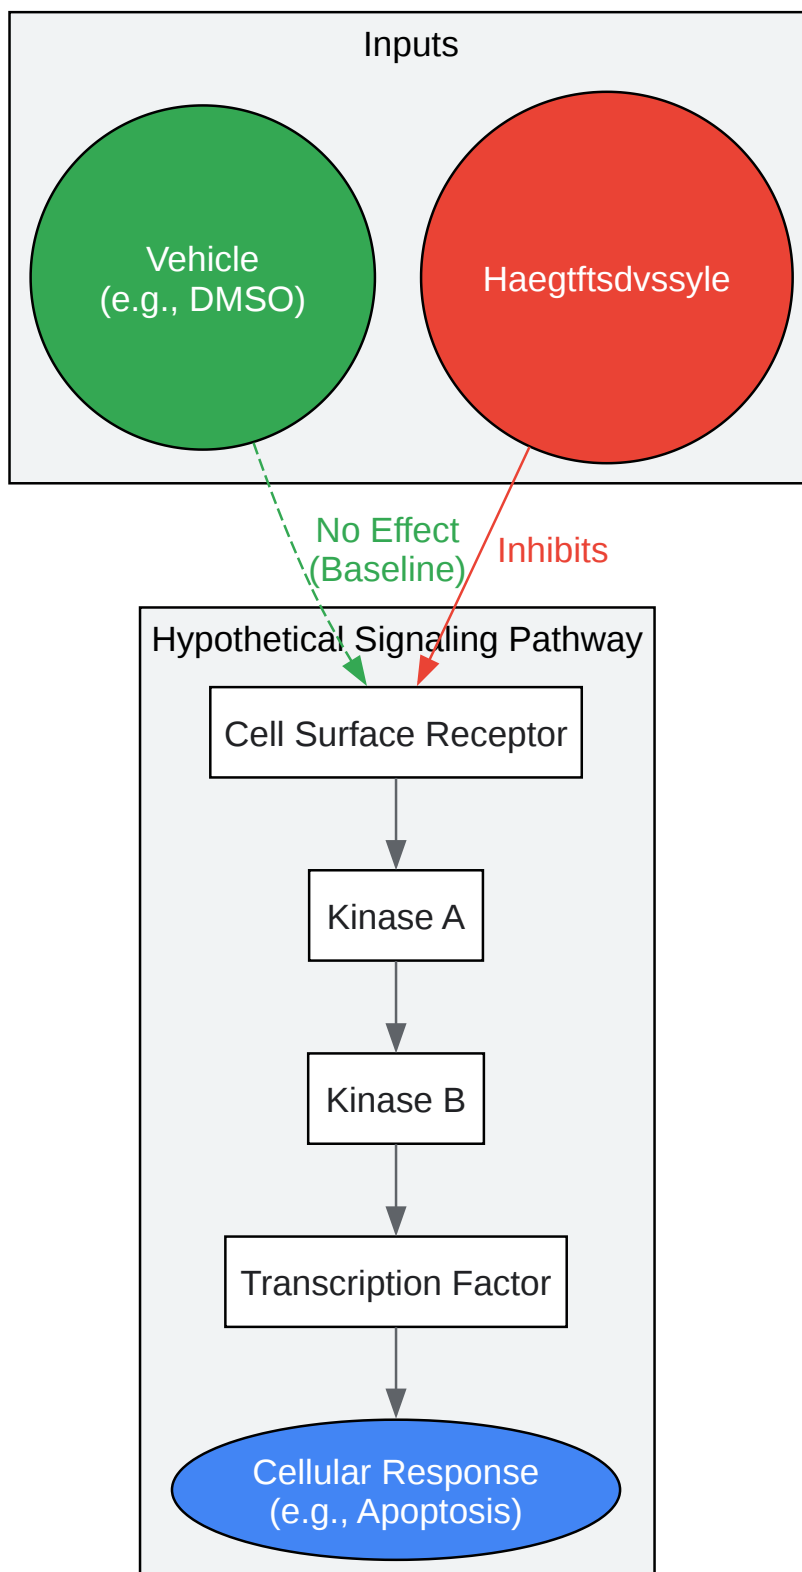 Inputs
Vehicle
(e.g., DMSO)
Haegtftsdvssyle
No Effect
(Baseline)
Inhibits
Hypothetical Signaling Pathway
Cell Surface Receptor
Kinase A
Kinase B
Transcription Factor
Cellular Response
(e.g., Apoptosis)